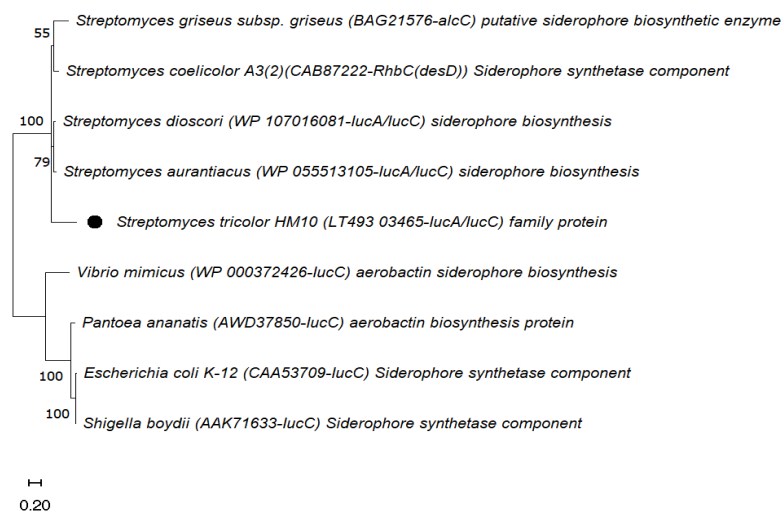 55
Streptomyces griseus subsp. griseus (BAG21576-alcC) putative siderophore biosynthetic enzyme
Streptomyces coelicolor A3(2)(CAB87222-RhbC(desD)) Siderophore synthetase component
100
Streptomyces dioscori (WP 107016081-IucA/IucC) siderophore biosynthesis
79
Streptomyces aurantiacus (WP 055513105-IucA/IucC) siderophore biosynthesis
Streptomyces tricolor HM10 (LT493 03465-IucA/IucC) family protein
Vibrio mimicus (WP 000372426-IucC) aerobactin siderophore biosynthesis
Pantoea ananatis (AWD37850-IucC) aerobactin biosynthesis protein
100
Escherichia coli K-12 (CAA53709-IucC) Siderophore synthetase component
100
Shigella boydii (AAK71633-IucC) Siderophore synthetase component
0.20